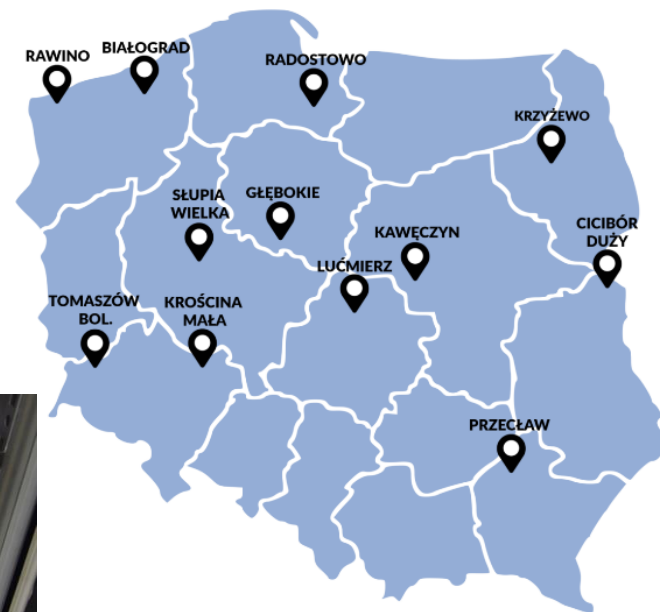 RAWINO
BIAŁOGRAD
RADOSTOWO
KRZYŻEWO
SŁUPIA
WIELKA
GŁĘBOKIE
KAWĘCZYN
CICIBÓR
DUŻY
LUĆMIERZ
TOMASZÓW
BOL.
KROŚCINA
MAŁA
PRZECŁAW